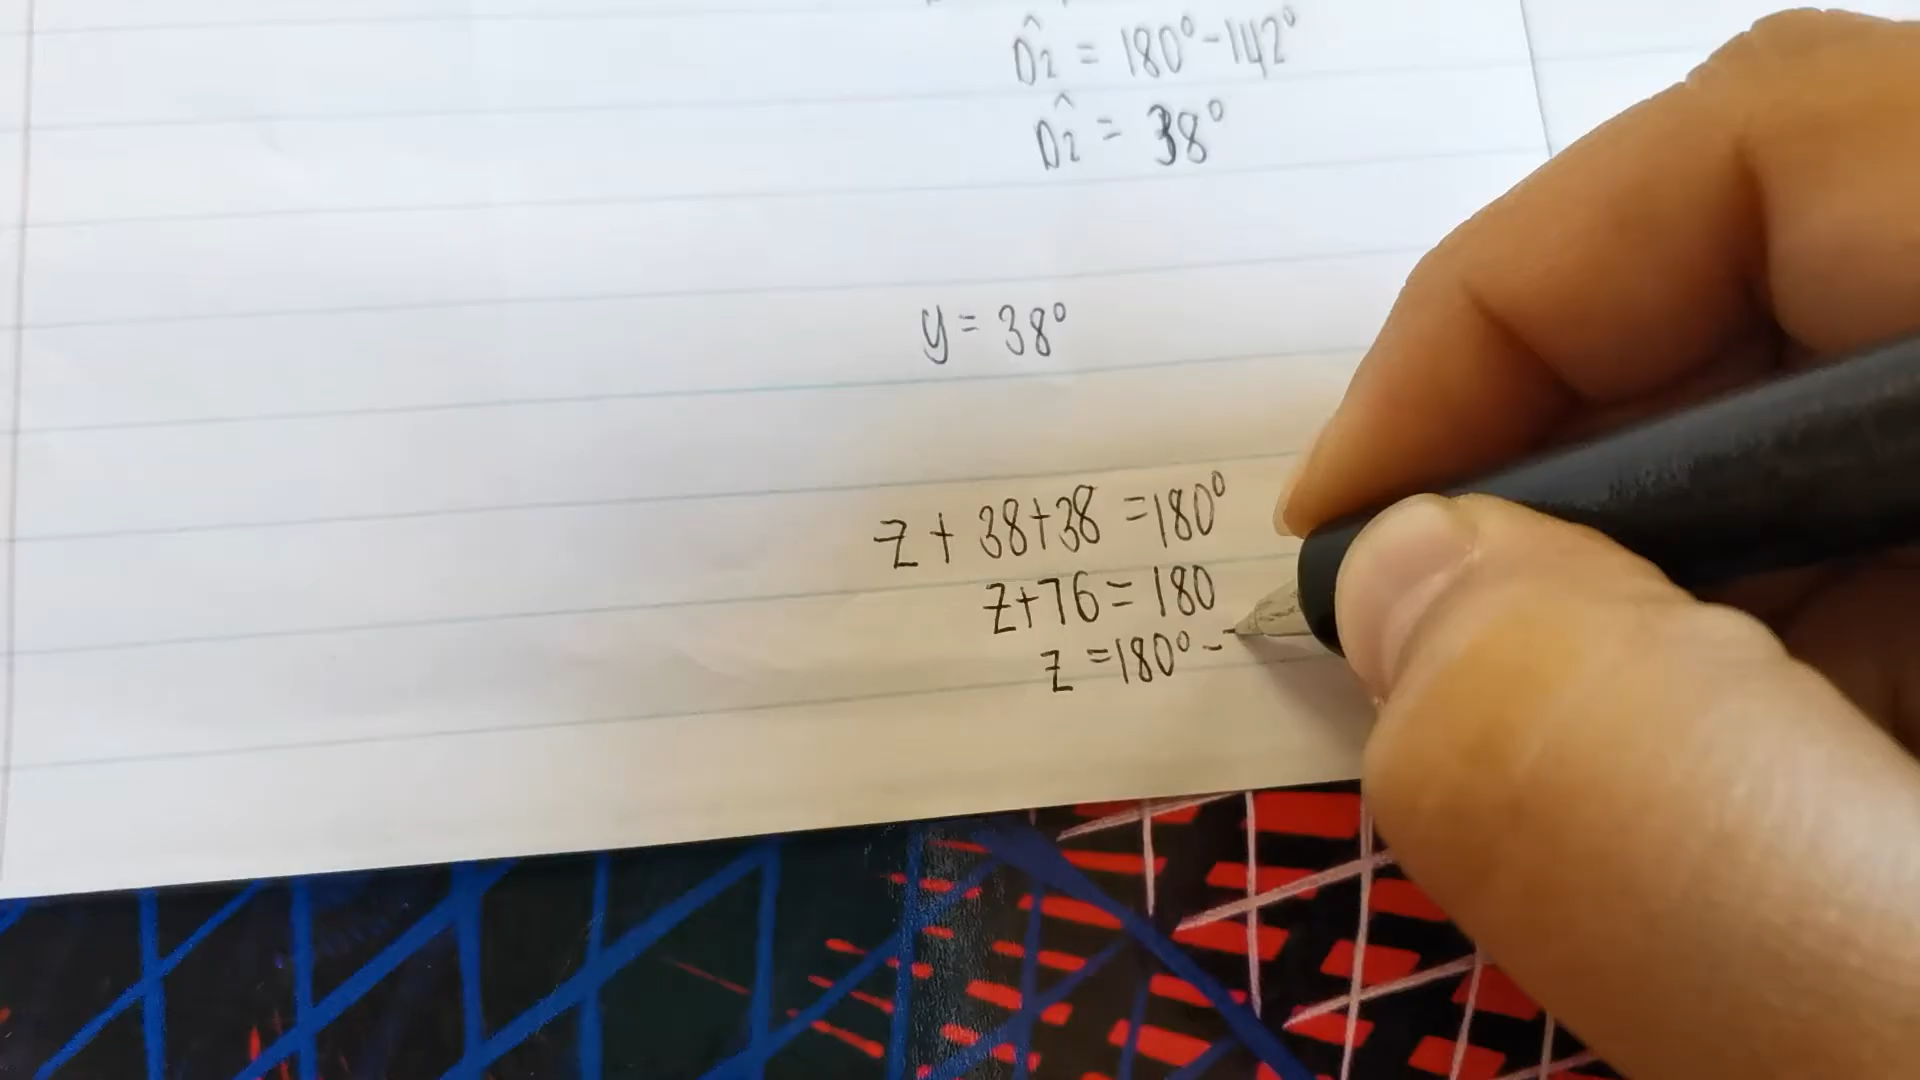 D̂2 = 180° - 142°
D̂2 = 38°
y = 38°
z + 38+38 = 180°
z+76 = 180
z = 180° -